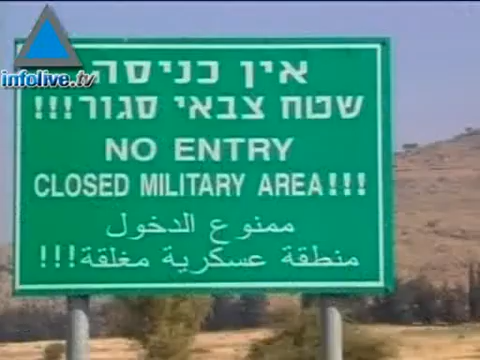 infolive.tv
אין כניסה
שטח צבאי סגור!!!
NO ENTRY
CLOSED MILITARY AREA!!!
ممنوع الدخول
منطقة عسكرية مغلقة!!!